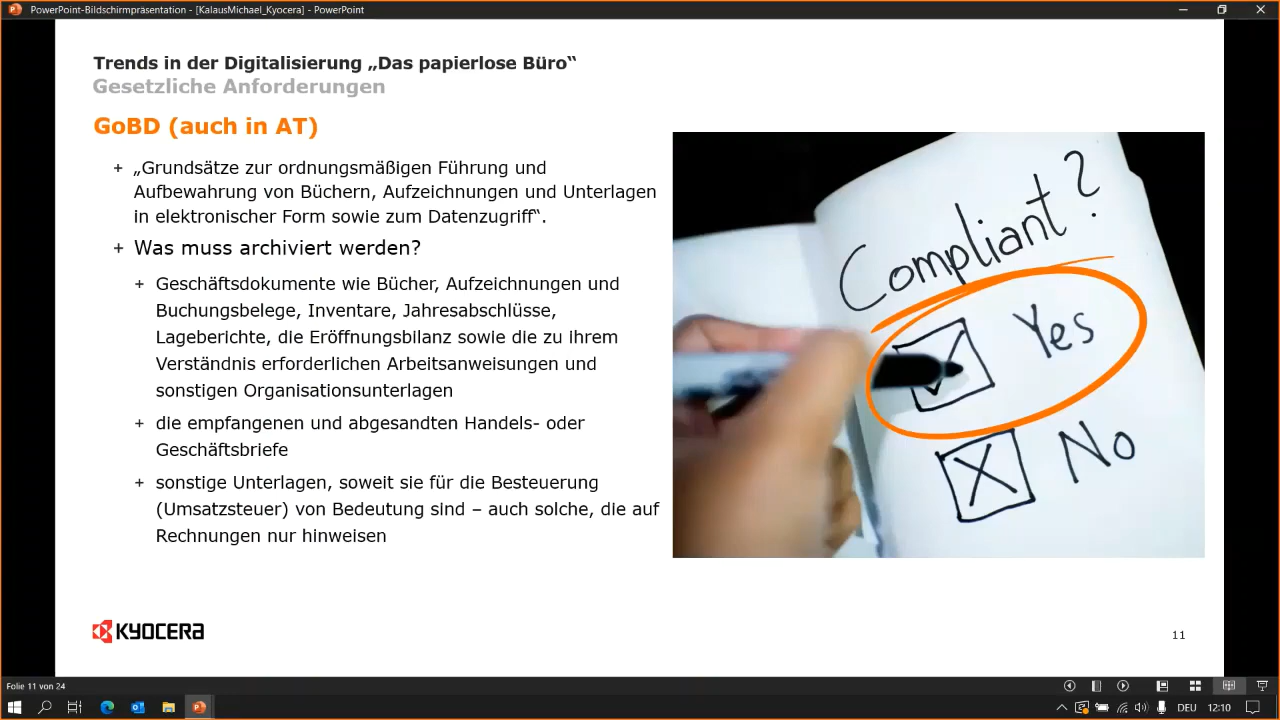 PowerPoint-Bildschirmpräsentation - [KalausMichael_Kyocera] - PowerPoint
Trends in der Digitalisierung „Das papierlose Büro“
Gesetzliche Anforderungen
GoBD (auch in AT)
+ „Grundsätze zur ordnungsmäßigen Führung und
Aufbewahrung von Büchern, Aufzeichnungen und Unterlagen
in elektronischer Form sowie zum Datenzugriff“.
+ Was muss archiviert werden?
+ Geschäftsdokumente wie Bücher, Aufzeichnungen und
Buchungsbelege, Inventare, Jahresabschlüsse,
Lageberichte, die Eröffnungsbilanz sowie die zu ihrem
Verständnis erforderlichen Arbeitsanweisungen und
sonstigen Organisationsunterlagen
+ die empfangenen und abgesandten Handels- oder
Geschäftsbriefe
+ sonstige Unterlagen, soweit sie für die Besteuerung
(Umsatzsteuer) von Bedeutung sind – auch solche, die auf
Rechnungen nur hinweisen
Compliant?
Yes
No
KYOCERA
11
Folie 11 von 24
DEU 12:10